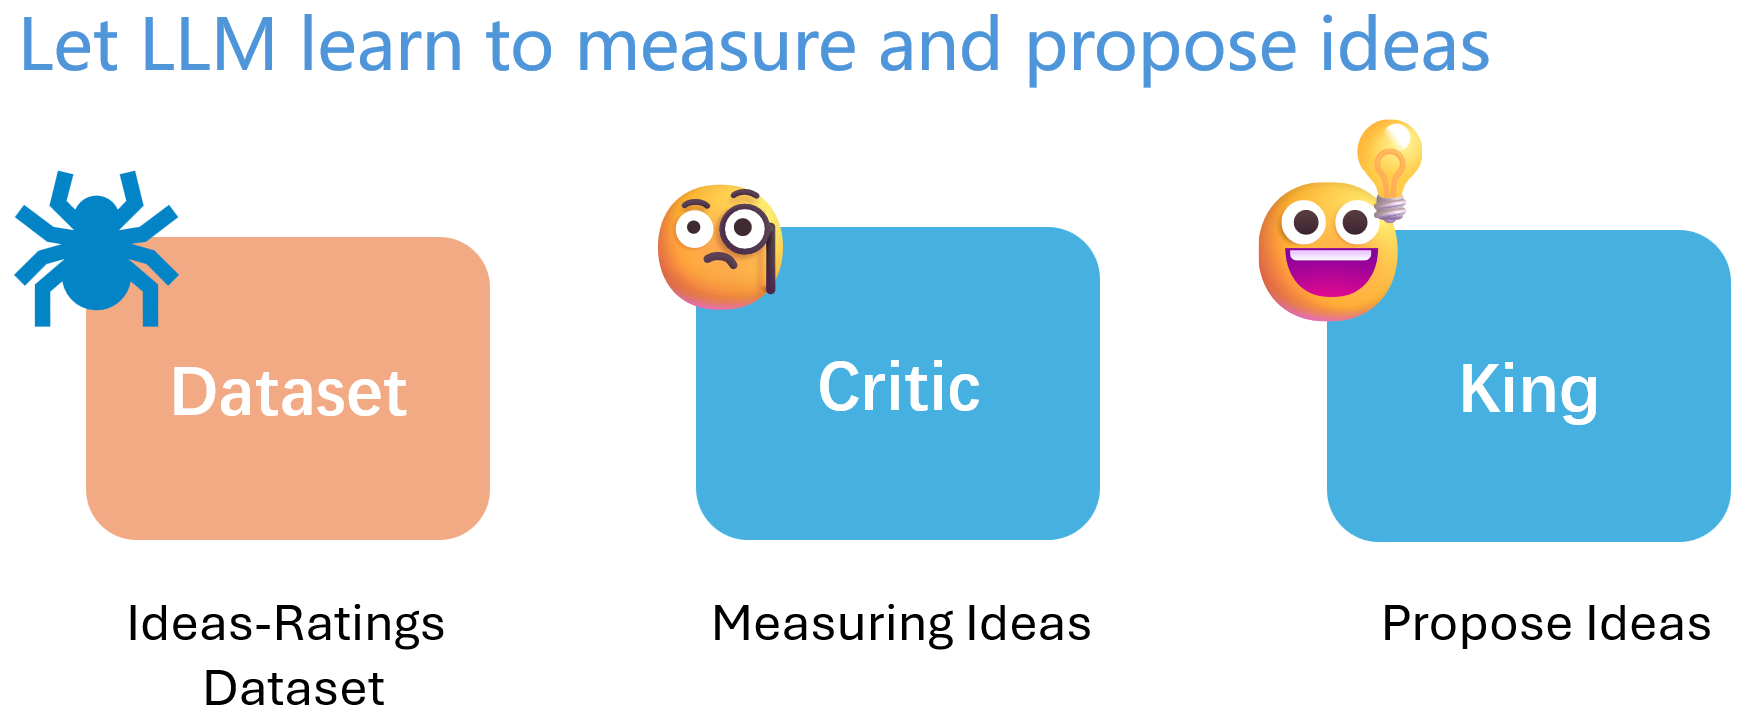 Let LLM learn to measure and propose ideas
Dataset
Critic
King
Ideas-Ratings
Dataset
Measuring Ideas
Propose Ideas